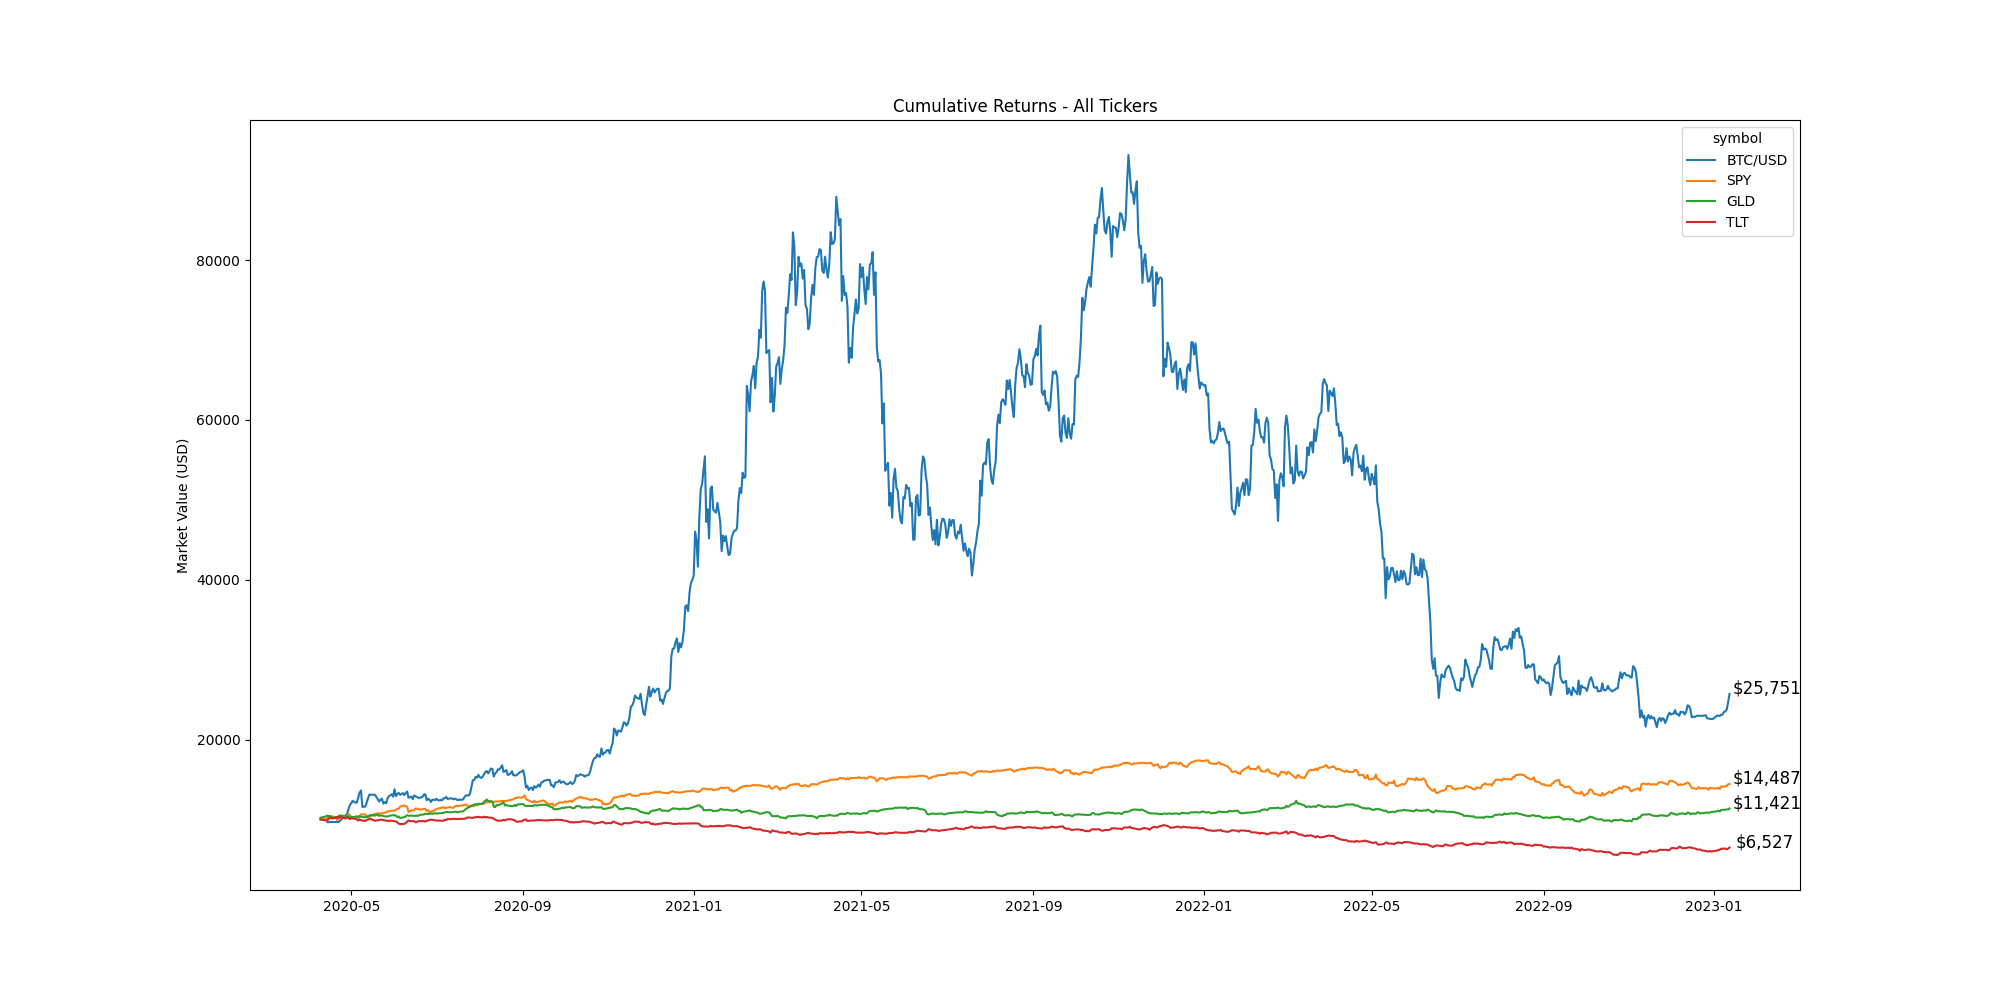 Cumulative Returns - All Tickers
symbol
BTC/USD
SPY
GLD
TLT
Market Value (USD)
80000
60000
40000
20000
$25,751
$14,487
$11,421
$6,527
2020-05 2020-09 2021-01 2021-05 2021-09 2022-01 2022-05 2022-09 2023-01